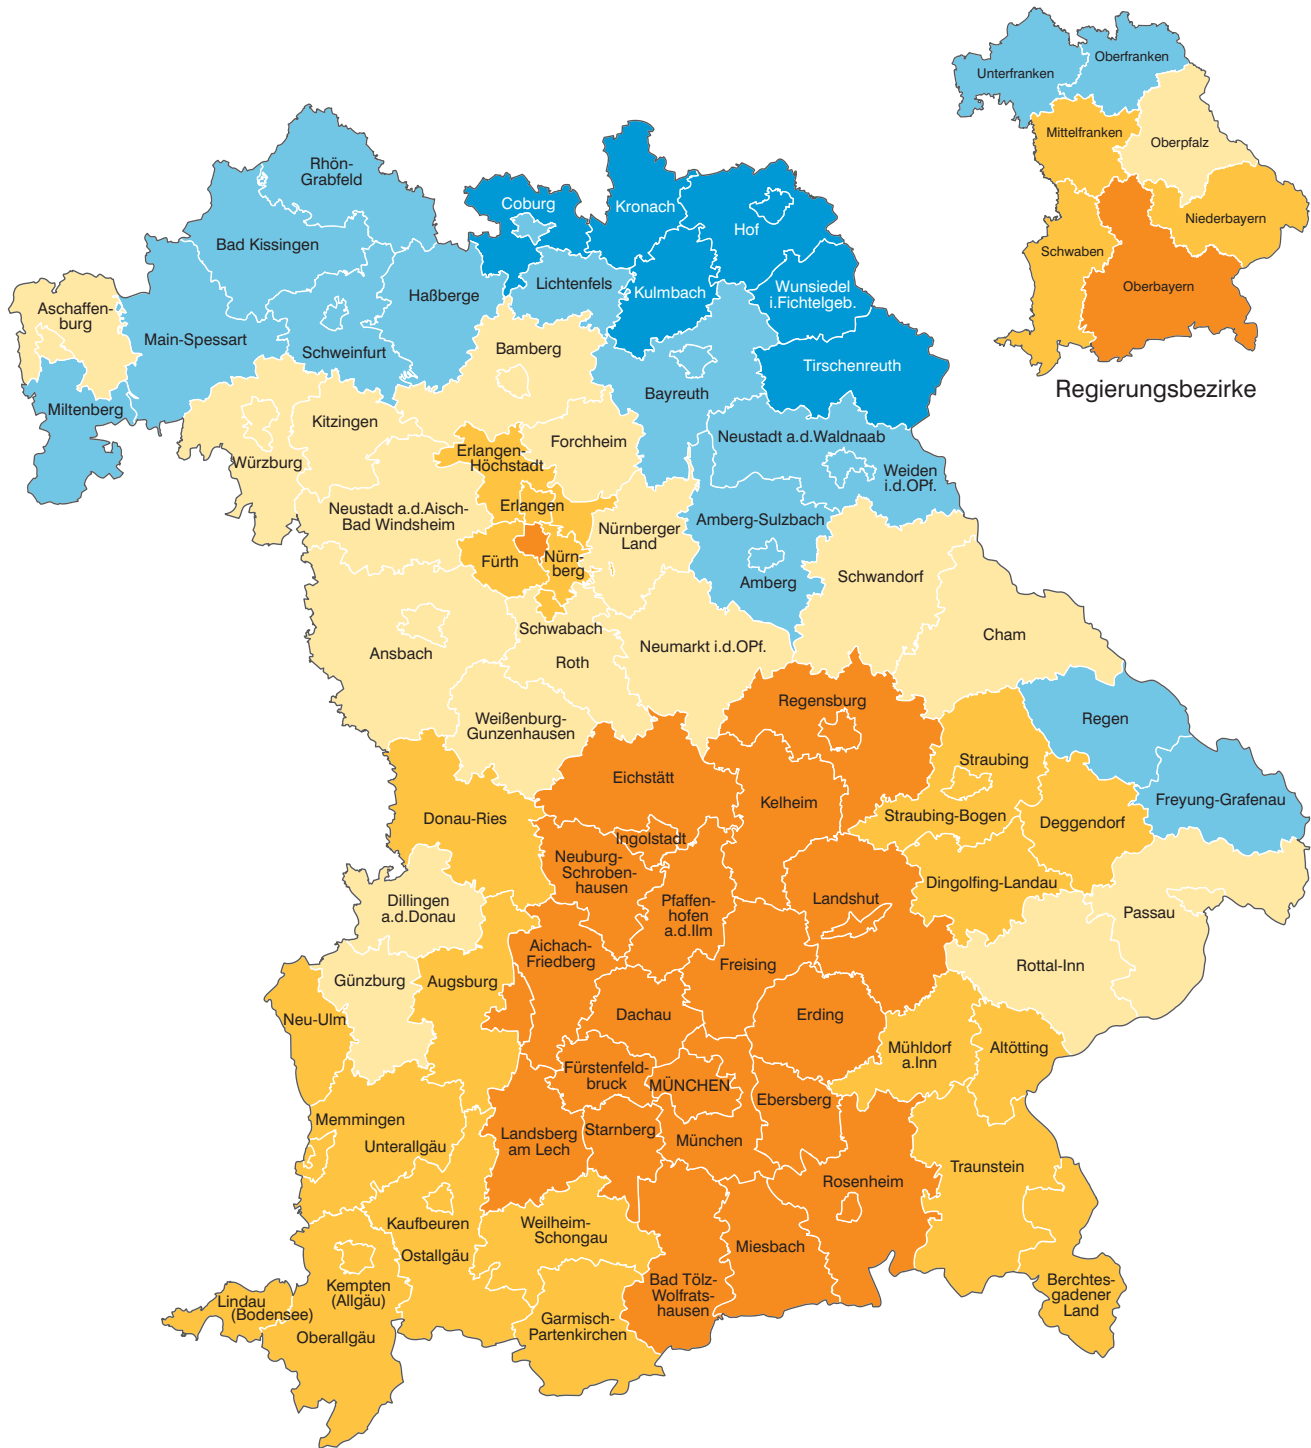 Unterfranken
Oberfranken
Mittelfranken
Oberpfalz
Niederbayern
Schwaben
Oberbayern
Regierungsbezirke
Rhön-
Grabfeld
Coburg
Kronach
Hof
Bad Kissingen
Haßberge
Lichtenfels
Kulmbach
Wunsiedel
i.Fichtelgeb.
Aschaffen-
burg
Main-Spessart
Schweinfurt
Bamberg
Tirschenreuth
Miltenberg
Bayreuth
Kitzingen
Forchheim
Neustadt a.d.Waldnaab
Würzburg
Erlangen-
Höchstadt
Weiden
i.d.OPf.
Neustadt a.d.Aisch-
Bad Windsheim
Erlangen
Nürnberger
Land
Amberg-Sulzbach
Fürth
Nürn-
berg
Amberg
Schwandorf
Ansbach
Schwabach
Roth
Neumarkt i.d.OPf.
Cham
Weißenburg-
Gunzenhausen
Regensburg
Regen
Eichstätt
Kelheim
Straubing
Freyung-Grafenau
Donau-Ries
Straubing-Bogen
Deggendorf
Ingolstadt
Neuburg-
Schroben-
hausen
Dingolfing-Landau
Dillingen
a.d.Donau
Pfaffen-
hofen
a.d.Ilm
Landshut
Passau
Aichach-
Friedberg
Freising
Rottal-Inn
Günzburg
Augsburg
Neu-Ulm
Dachau
Erding
Mühldorf
a.Inn
Altötting
Fürstenfeld-
bruck
MÜNCHEN
Ebersberg
Memmingen
Unterallgäu
Landsberg
am Lech
Starnberg
München
Traunstein
Rosenheim
Kaufbeuren
Weilheim-
Schongau
Miesbach
Ostallgäu
Kempten
(Allgäu)
Bad Tölz-
Wolfrats-
hausen
Berchtes-
gadener
Land
Lindau
(Bodensee)
Oberallgäu
Garmisch-
Partenkirchen